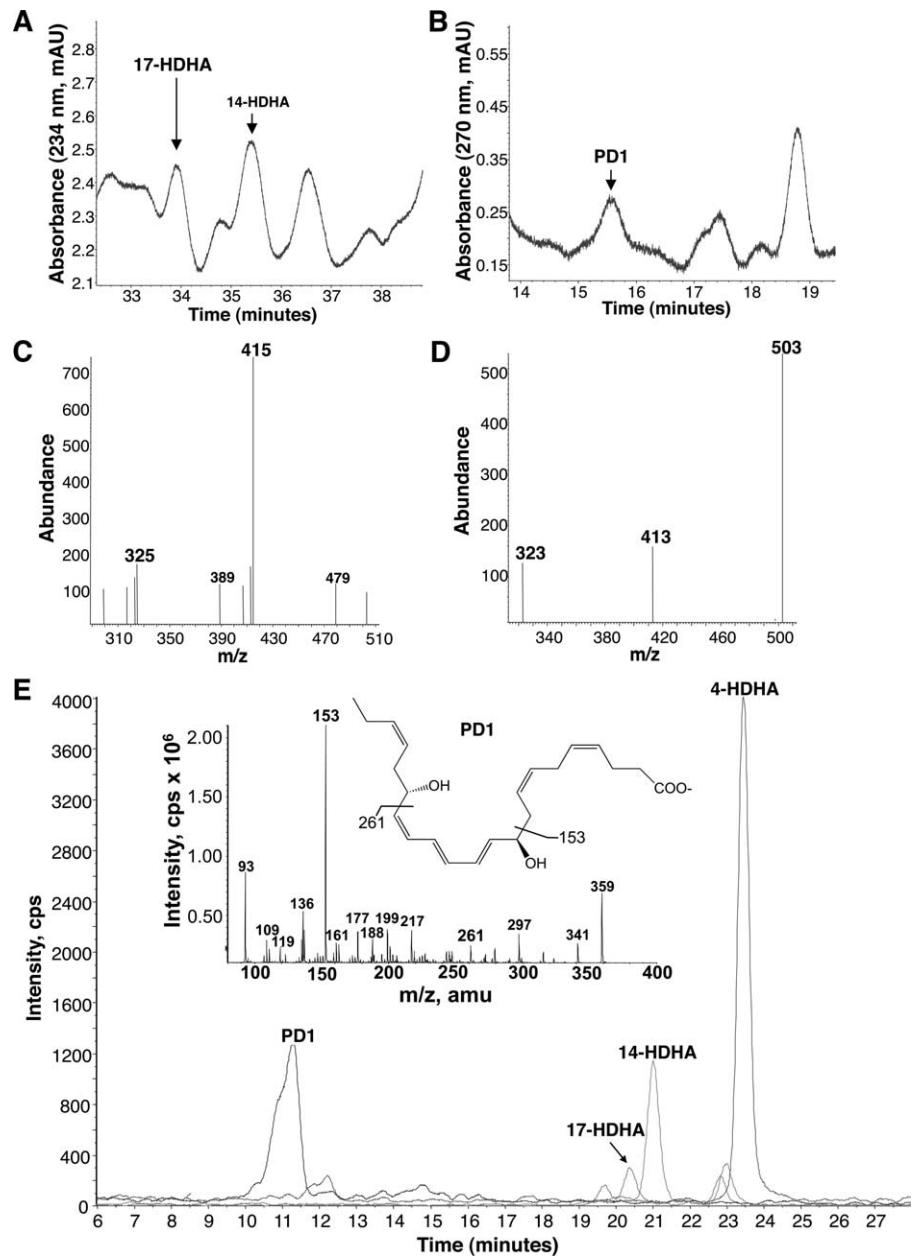 A
Absorbance (234 nm, mAU)
2.8
2.7
2.6
2.5
2.4
2.3
2.2
2.1
17-HDHA
14-HDHA
33 34 35 36 37 38
Time (minutes)
B
Absorbance (270 nm, mAU)
0.55
0.45
0.35
0.25
0.15
PD1
14 15 16 17 18 19
Time (minutes)
C
Abundance
700
600
500
400
300
200
100
415
325
389
479
310 350 390 430 470 510
m/z
D
Abundance
500
400
300
200
100
503
413
323
340 380 420 460 500
m/z
E
Intensity, cps
4000
3600
3200
2800
2400
2000
1600
1200
800
400
0
PD1
17-HDHA
14-HDHA
4-HDHA
6 7 8 9 10 11 12 13 14 15 16 17 18 19 20 21 22 23 24 25 26 27
Time (minutes)
Intensity, cps x 10⁶
2.00
1.50
1.00
0.50
93
109
119
136
153
161
177
188
199
217
261
297
341
359
100 150 200 250 300 350 400
m/z, amu
PD1
OH
261
COO-
153
OH